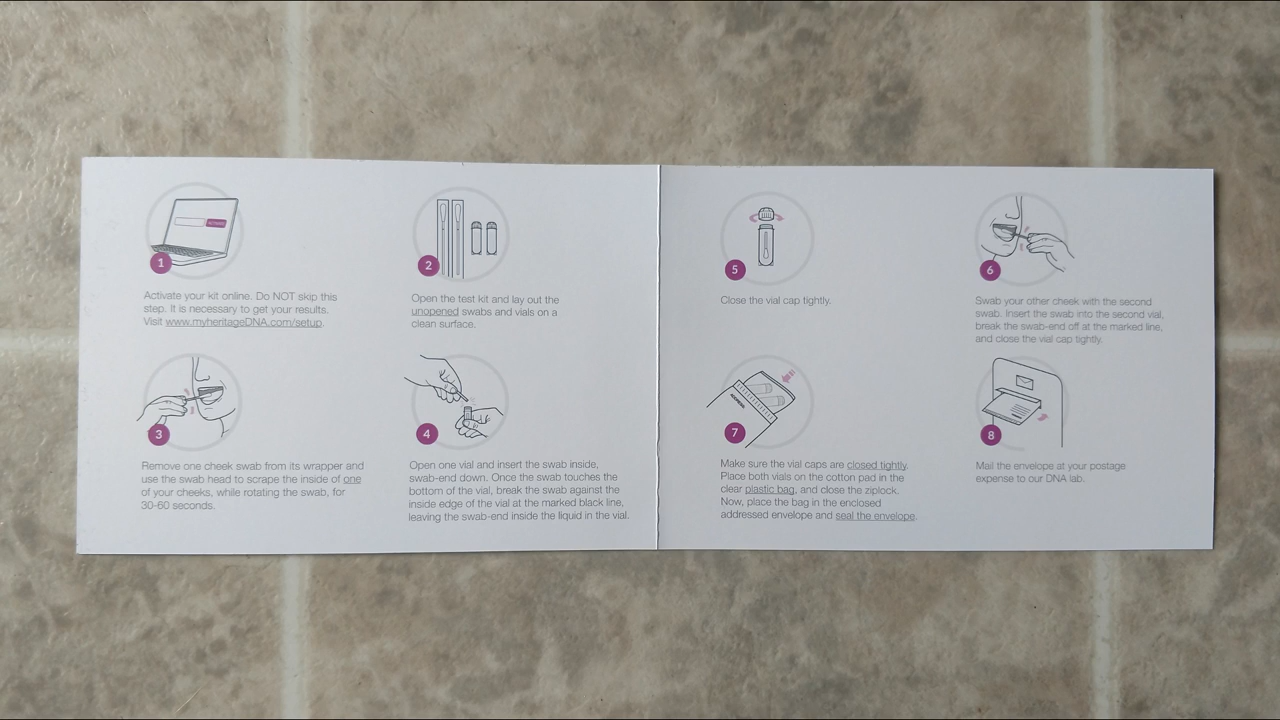 1
Activate your kit online. Do NOT skip this
step. It is necessary to get your results.
Visit www.myheritageDNA.com/setup.
2
Open the test kit and lay out the
unopened swabs and vials on a
clean surface.
3
Remove one cheek swab from its wrapper and
use the swab head to scrape the inside of one
of your cheeks, while rotating the swab, for
30-60 seconds.
4
Open one vial and insert the swab inside,
swab-end down. Once the swab touches the
bottom of the vial, break the swab against the
inside edge of the vial at the marked black line,
leaving the swab-end inside the liquid in the vial.
5
Close the vial cap tightly.
6
Swab your other cheek with the second
swab. Insert the swab into the second vial,
break the swab-end off at the marked line,
and close the vial cap tightly.
7
Make sure the vial caps are closed tightly.
Place both vials on the cotton pad in the
clear plastic bag, and close the ziplock.
Now, place the bag in the enclosed
addressed envelope and seal the envelope.
8
Mail the envelope at your postage
expense to our DNA lab.